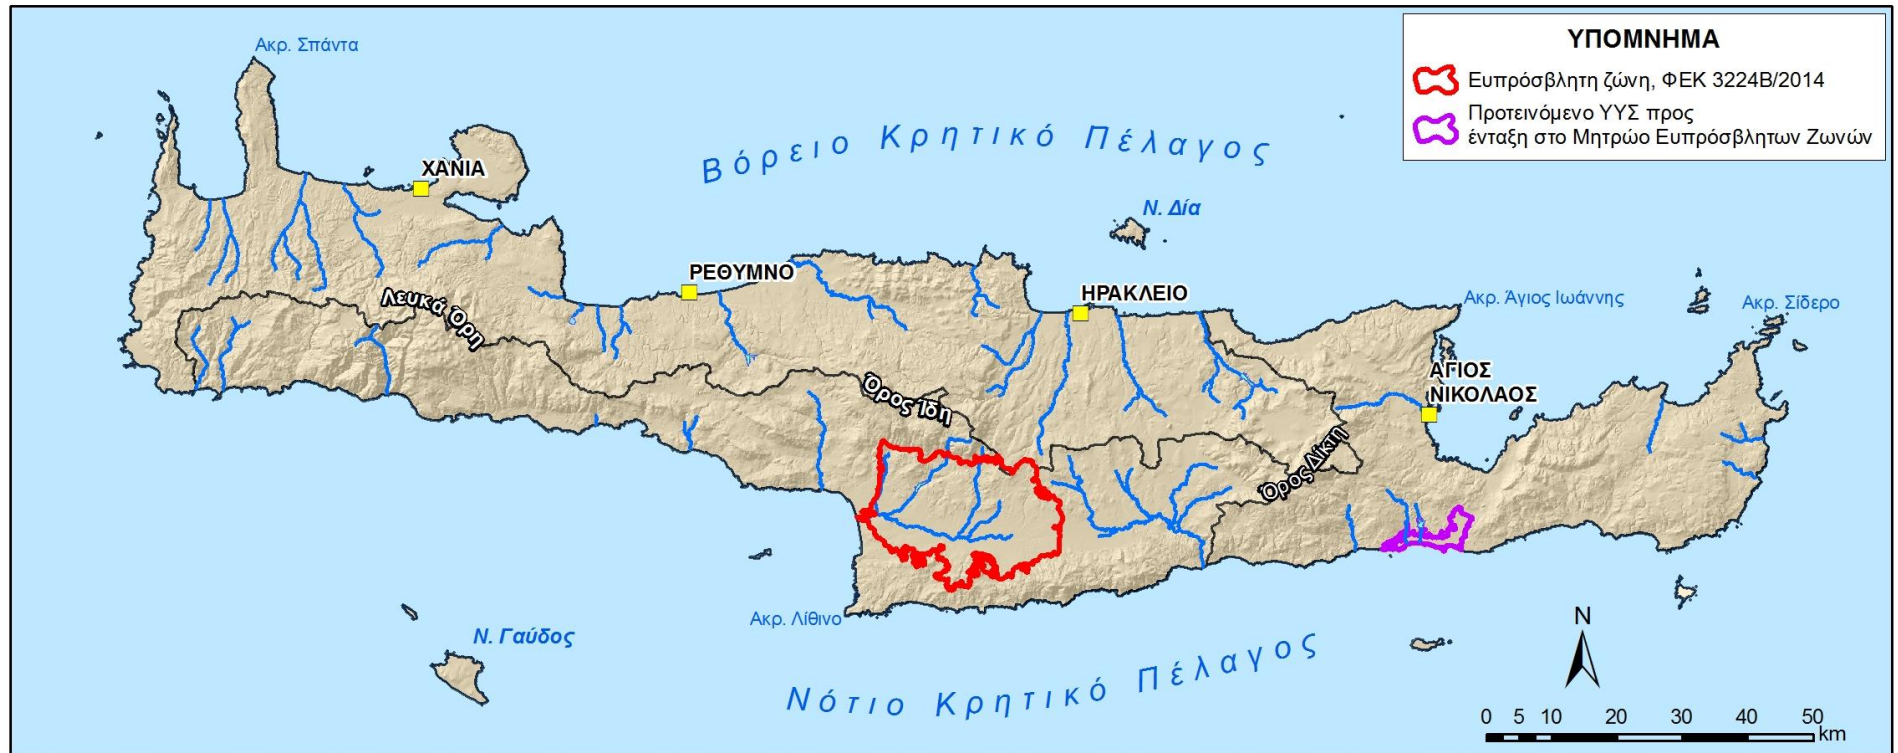 ΥΠΟΜΝΗΜΑ
Ευπρόσβλητη ζώνη, ΦΕΚ 3224Β/2014
Προτεινόμενο ΥΥΣ προς
ένταξη στο Μητρώο Ευπρόσβλητων Ζωνών
Ακρ. Σπάντα
Βόρειο Κρητικό Πέλαγος
ΧΑΝΙΑ
Ν. Δία
ΡΕΘΥΜΝΟ
ΗΡΑΚΛΕΙΟ
Ακρ. Άγιος Ιωάννης
Ακρ. Σίδερο
Λευκά Όρη
ΑΓΙΟΣ
ΝΙΚΟΛΑΟΣ
Όρος Ίδη
Όρος Δίκτη
Ακρ. Λίθινο
Ν. Γαύδος
Νότιο Κρητικό Πέλαγος
N
0 5 10 20 30 40 50
km